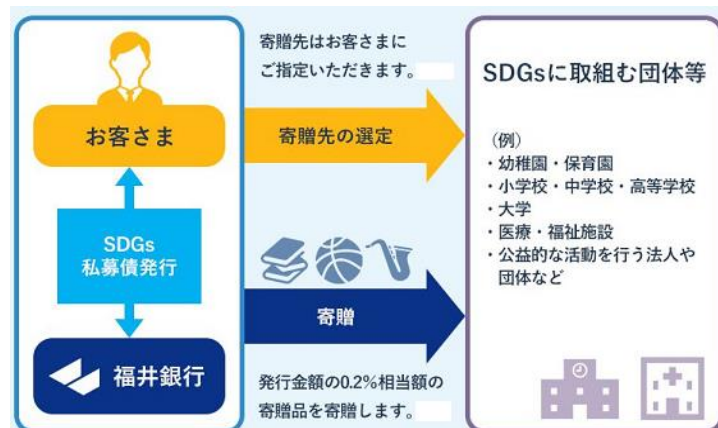 お客さま
SDGs
私募債発行
福井銀行
寄贈先はお客さまに
ご指定いただきます。
寄贈先の選定
寄贈
発行金額の0.2%相当額の
寄贈品を寄贈します。
SDGsに取組む団体等
（例）
・幼稚園・保育園
・小学校・中学校・高等学校
・大学
・医療・福祉施設
・公益的な活動を行う法人や
団体など